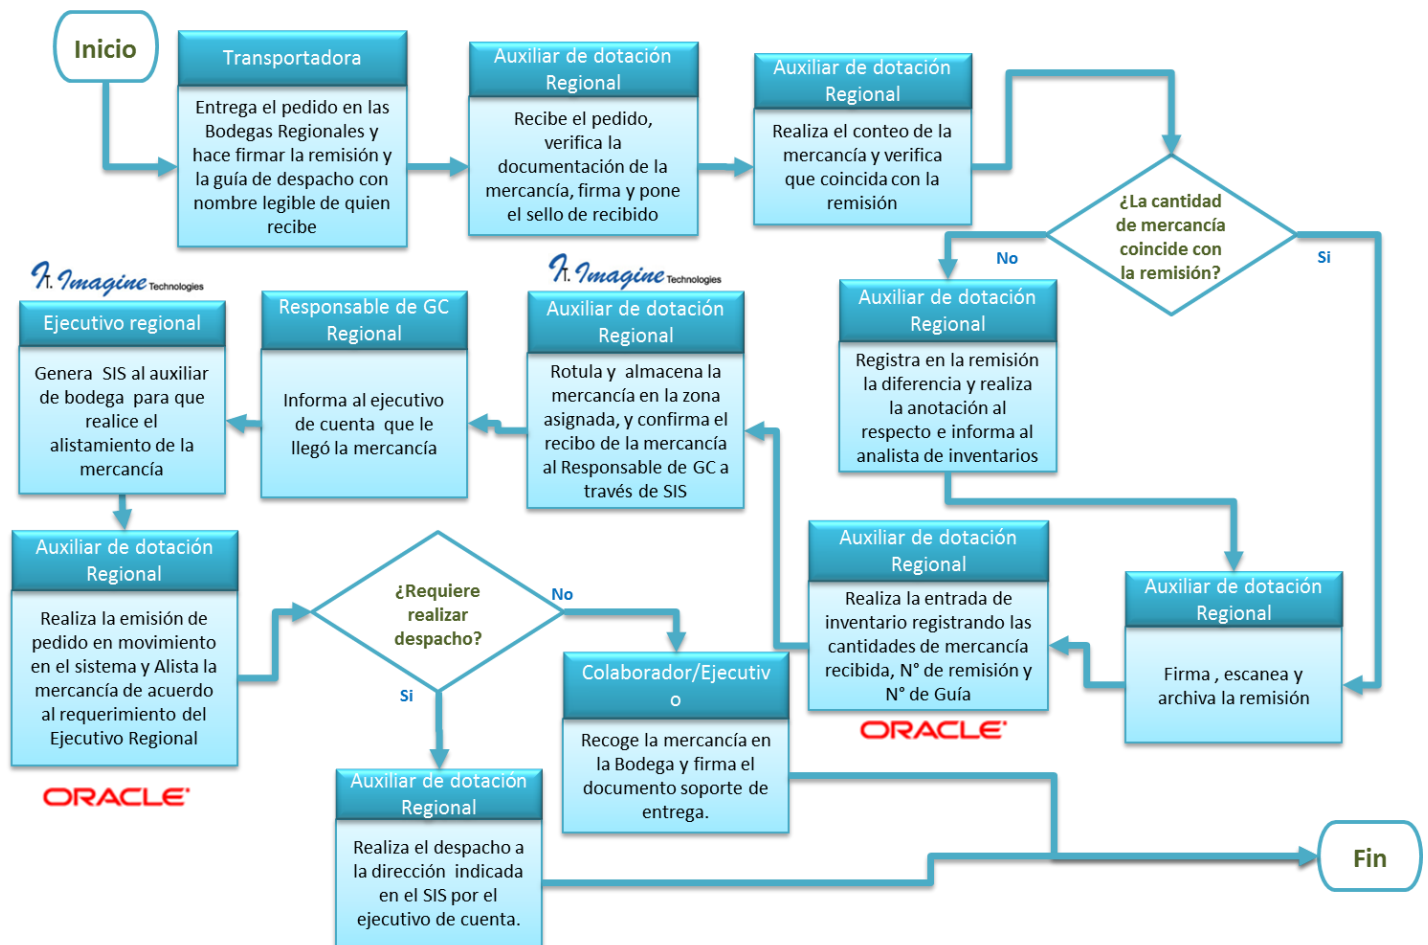 Inicio
Transportadora
Entrega el pedido en las
Bodegas Regionales y
hace firmar la remisión y
la guía de despacho con
nombre legible de quien
recibe
Auxiliar de dotación
Regional
Recibe el pedido,
verifica la
documentación de la
mercancía, firma y pone
el sello de recibido
Auxiliar de dotación
Regional
Realiza el conteo de la
mercancía y verifica
que coincida con la
remisión
¿La cantidad
de mercancía
coincide con
la remisión?
No
Si
Auxiliar de dotación
Regional
Registra en la remisión
la diferencia y realiza
la anotación al
respecto e informa al
analista de inventarios
Auxiliar de dotación
Regional
Firma , escanea y
archiva la remisión
Auxiliar de dotación
Regional
Realiza la entrada de
inventario registrando las
cantidades de mercancía
recibida, N° de remisión y
N° de Guía
ORACLE
IT. Imagine Technologies
Auxiliar de dotación
Regional
Rotula y almacena la
mercancía en la zona
asignada, y confirma el
recibo de la mercancía
al Responsable de GC a
través de SIS
Responsable de GC
Regional
Informa al ejecutivo
de cuenta que le
llegó la mercancía
IT. Imagine Technologies
Ejecutivo regional
Genera SIS al auxiliar
de bodega para que
realice el
alistamiento de la
mercancía
Auxiliar de dotación
Regional
Realiza la emisión de
pedido en movimiento
en el sistema y Alista la
mercancía de acuerdo
al requerimiento del
Ejecutivo Regional
ORACLE
¿Requiere
realizar
despacho?
No
Si
Colaborador/Ejecutiv
o
Recoge la mercancía en
la Bodega y firma el
documento soporte de
entrega.
Auxiliar de dotación
Regional
Realiza el despacho a
la dirección indicada
en el SIS por el
ejecutivo de cuenta.
Fin